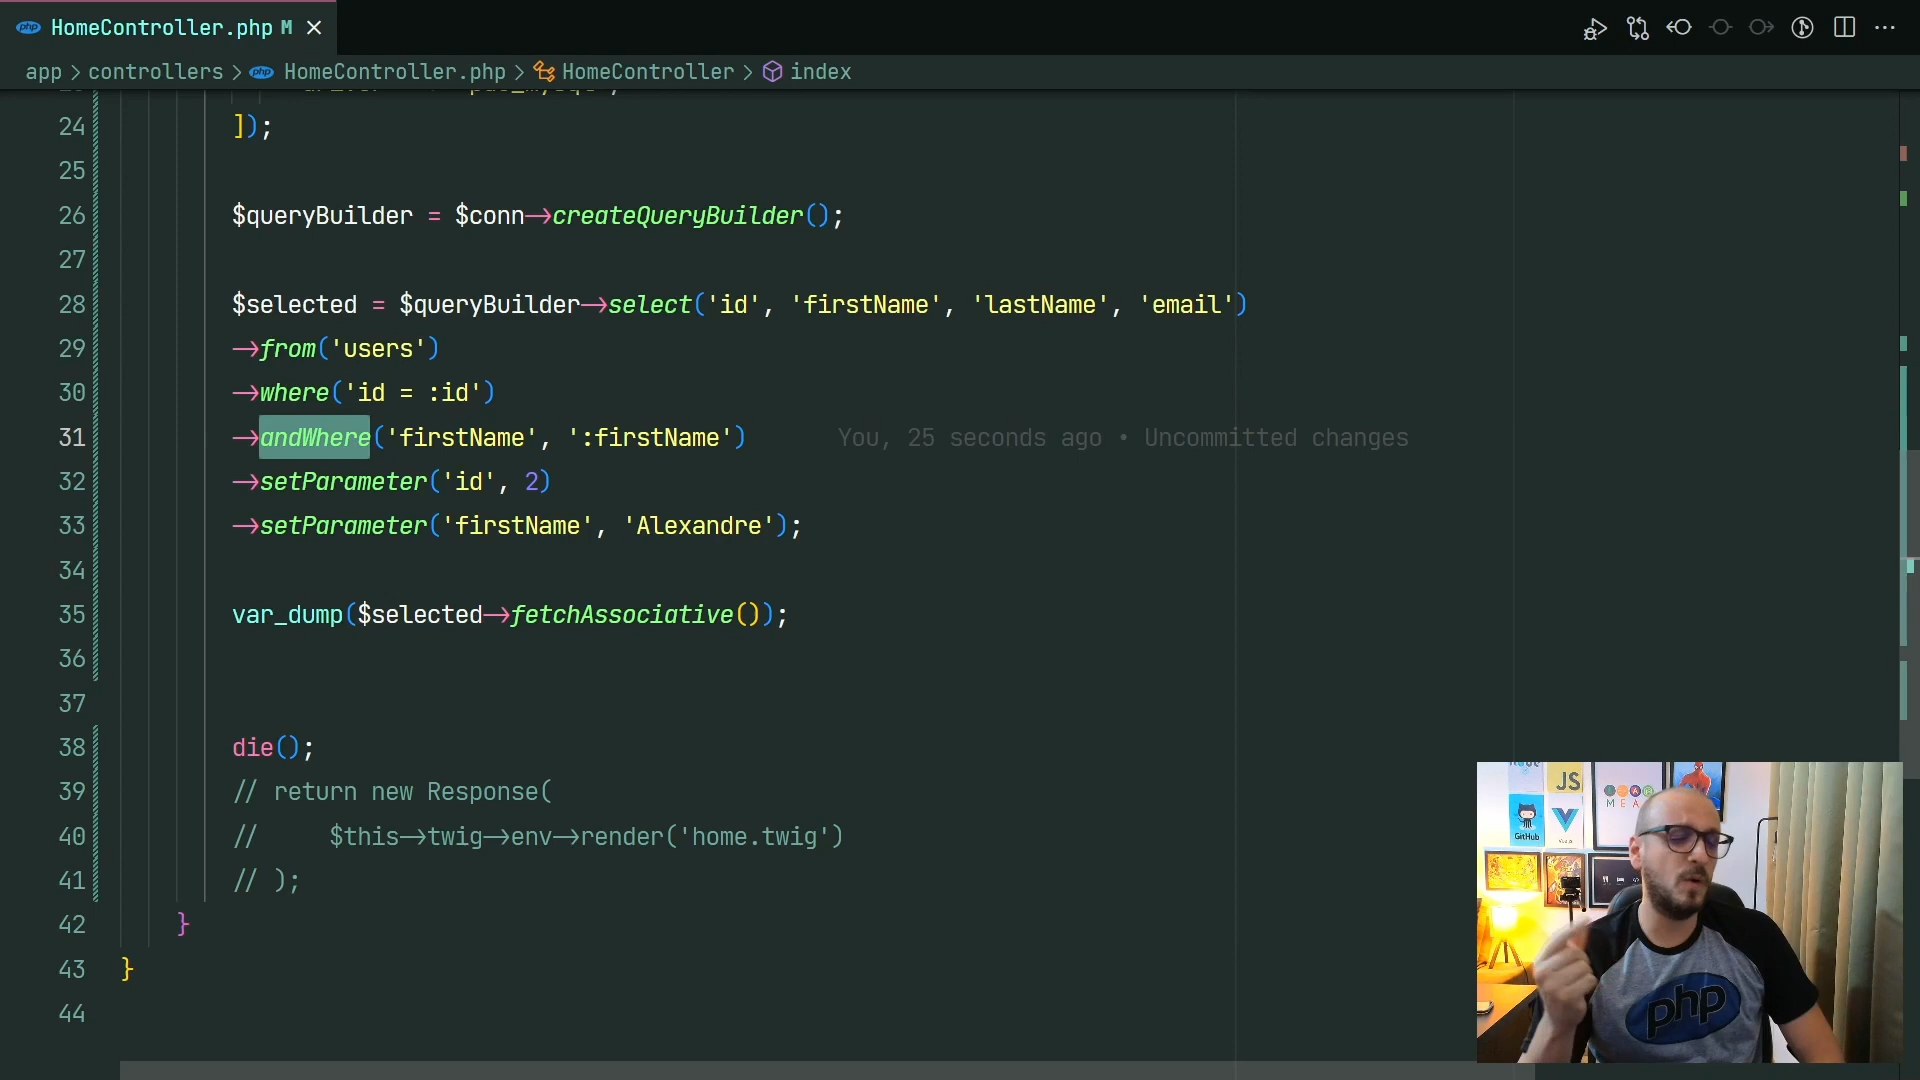 HomeController.php M
app > controllers > HomeController.php > HomeController > index
24 ]);
25
26 $queryBuilder = $conn->createQueryBuilder();
27
28 $selected = $queryBuilder->select('id', 'firstName', 'lastName', 'email')
29 ->from('users')
30 ->where('id = :id')
31 ->andWhere('firstName', ':firstName') You, 25 seconds ago • Uncommitted changes
32 ->setParameter('id', 2)
33 ->setParameter('firstName', 'Alexandre');
34
35 var_dump($selected->fetchAssociative());
36
37
38 die();
39 // return new Response(
40 // $this->twig->env->render('home.twig')
41 // );
42 }
43 }
44
JS
GitHub
MEA
php